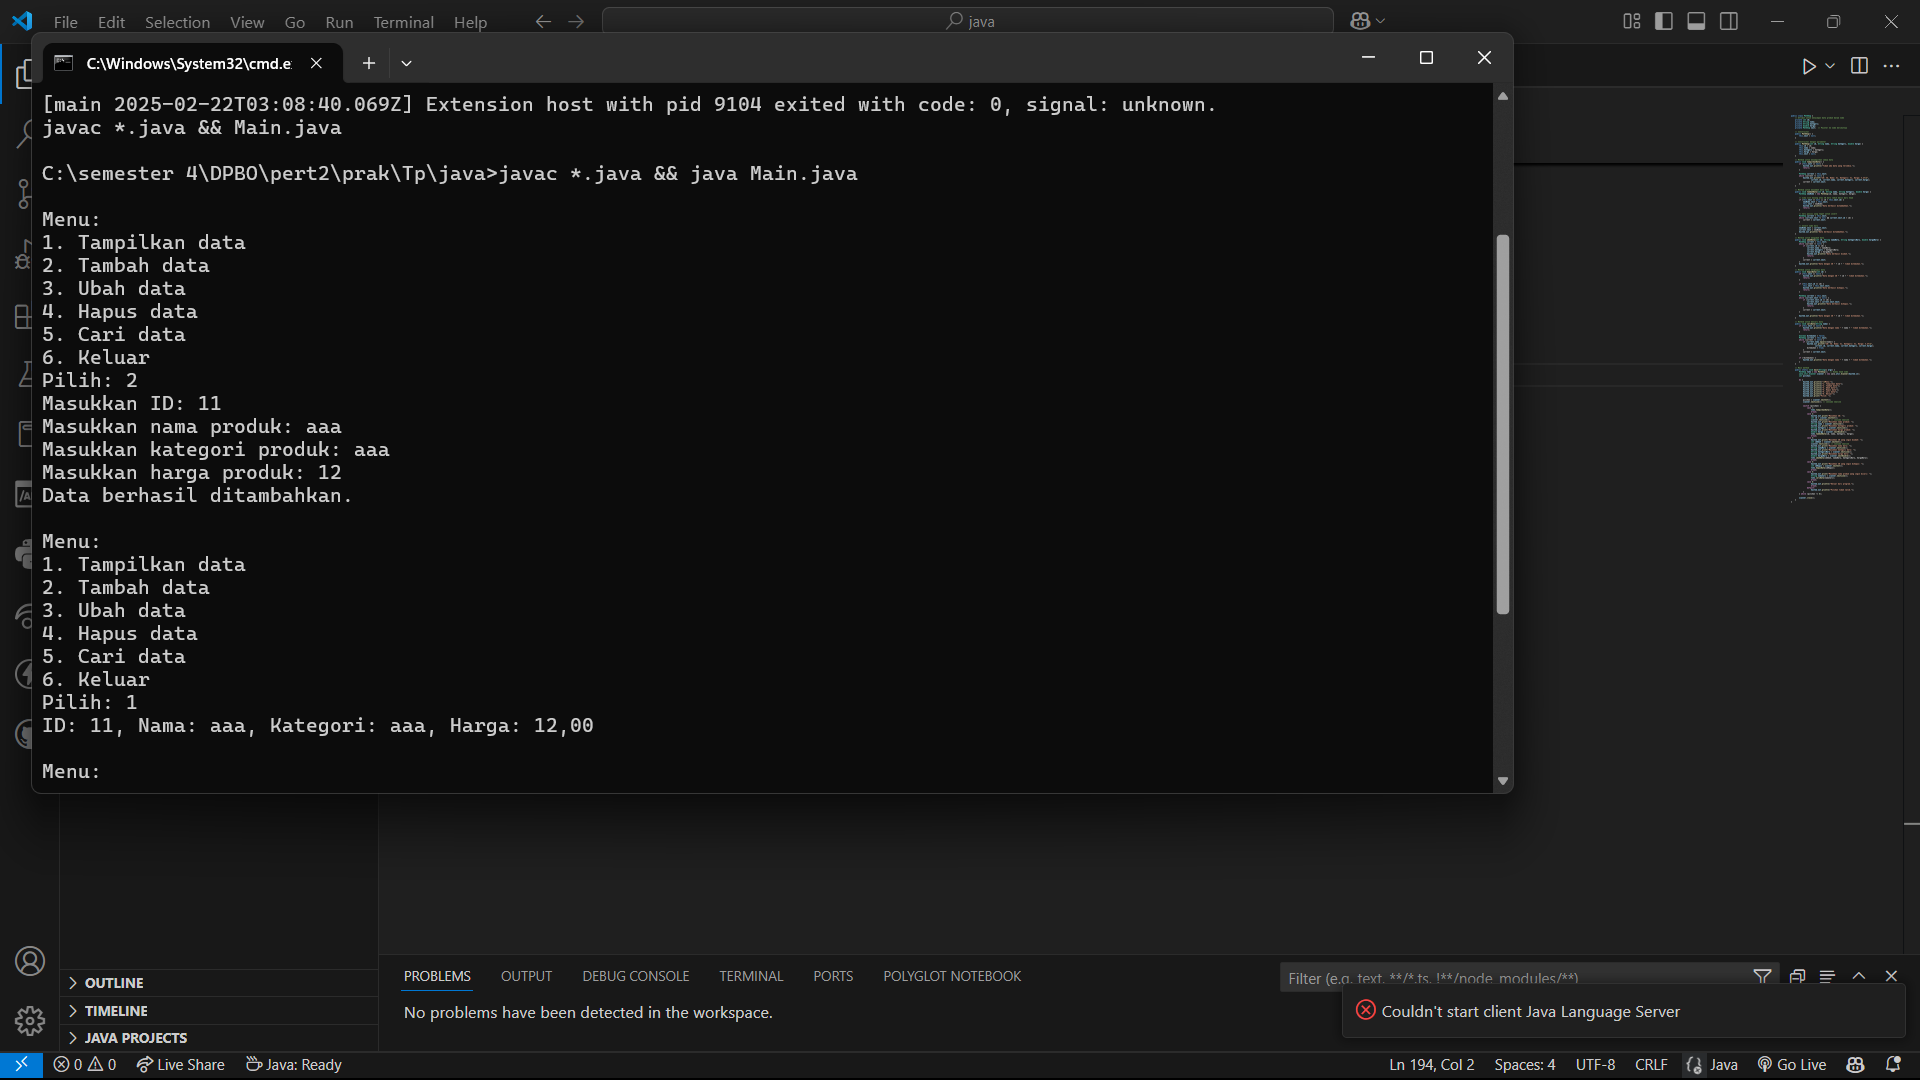 File Edit Selection View Go Run Terminal Help
java
C:\Windows\System32\cmd.e
[main 2025-02-22T03:08:40.069Z] Extension host with pid 9104 exited with code: 0, signal: unknown.
javac *.java && Main.java
C:\semester 4\DPBO\pert2\prak\Tp\java>javac *.java && java Main.java
Menu:
1. Tampilkan data
2. Tambah data
3. Ubah data
4. Hapus data
5. Cari data
6. Keluar
Pilih: 2
Masukkan ID: 11
Masukkan nama produk: aaa
Masukkan kategori produk: aaa
Masukkan harga produk: 12
Data berhasil ditambahkan.
Menu:
1. Tampilkan data
2. Tambah data
3. Ubah data
4. Hapus data
5. Cari data
6. Keluar
Pilih: 1
ID: 11, Nama: aaa, Kategori: aaa, Harga: 12,00
Menu:
OUTLINE
TIMELINE
JAVA PROJECTS
PROBLEMS OUTPUT DEBUG CONSOLE TERMINAL PORTS POLYGLOT NOTEBOOK
Filter (e.g. text, **/*.ts, !**/node_modules/**)
No problems have been detected in the workspace.
Couldn't start client Java Language Server
0 0 Live Share Java: Ready
Ln 194, Col 2 Spaces: 4 UTF-8 CRLF Java Go Live